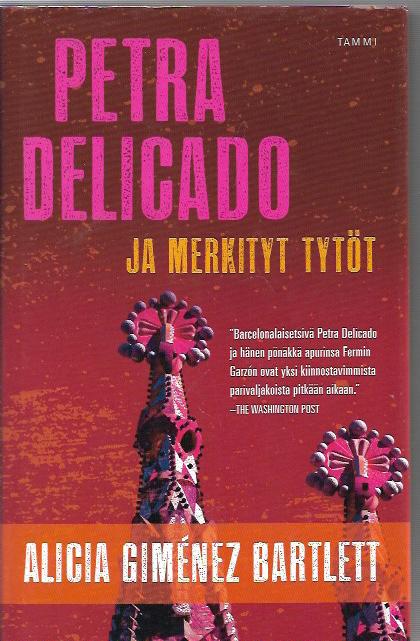 TAMMI
PETRA
DELICADO
JA MERKITYT TYTÖT
"Barcelonalaisetsivä Petra Delicado
ja hänen pönäkkä apurinsa Fermin
Garzón ovat yksi kiinnostavimmista
parivaljakoista pitkään aikaan."
—THE WASHINGTON POST
ALICIA GIMÉNEZ BARTLETT